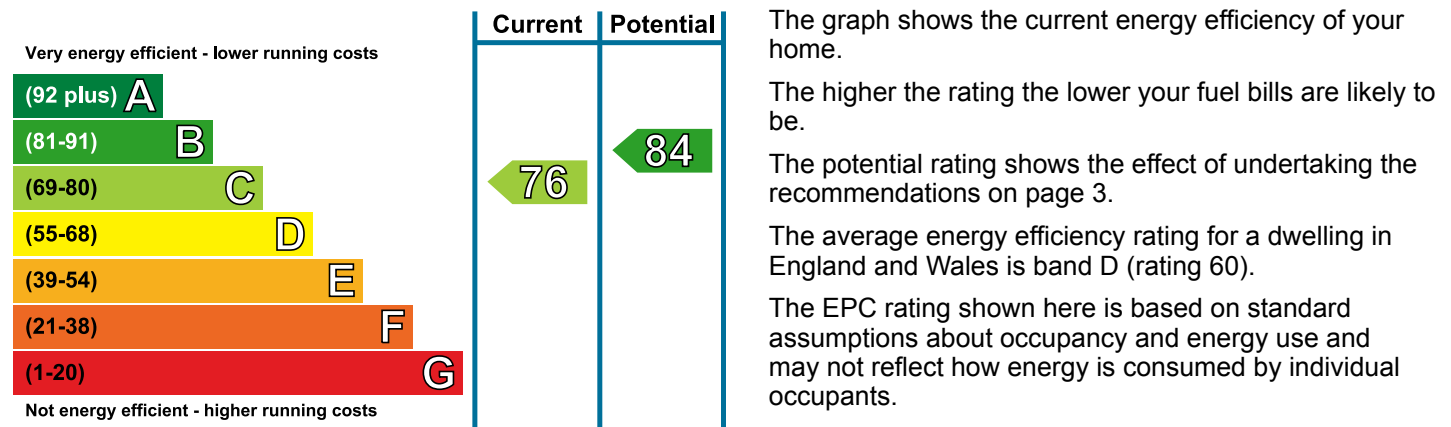 Current Potential
Very energy efficient - lower running costs
(92 plus) A
(81-91) B
(69-80) C
(55-68) D
(39-54) E
(21-38) F
(1-20) G
Not energy efficient - higher running costs
76
84
The graph shows the current energy efficiency of your
home.
The higher the rating the lower your fuel bills are likely to
be.
The potential rating shows the effect of undertaking the
recommendations on page 3.
The average energy efficiency rating for a dwelling in
England and Wales is band D (rating 60).
The EPC rating shown here is based on standard
assumptions about occupancy and energy use and
may not reflect how energy is consumed by individual
occupants.